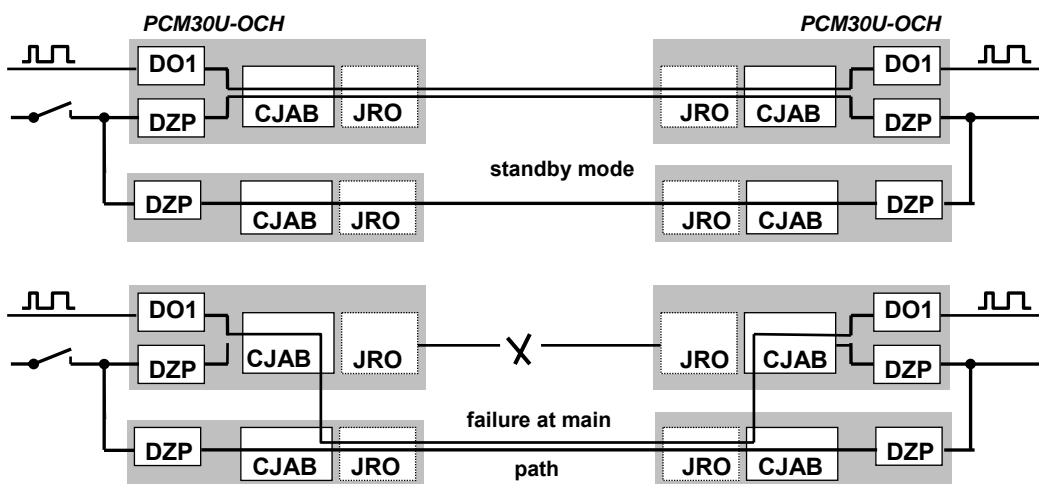 PCM30U-OCH PCM30U-OCH
DO1 DO1
DZP CJAB JRO JRO CJAB DZP
standby mode
DZP CJAB JRO JRO CJAB DZP
DO1 DO1
DZP CJAB JRO JRO CJAB DZP
failure at main
DZP CJAB JRO JRO CJAB DZP
path